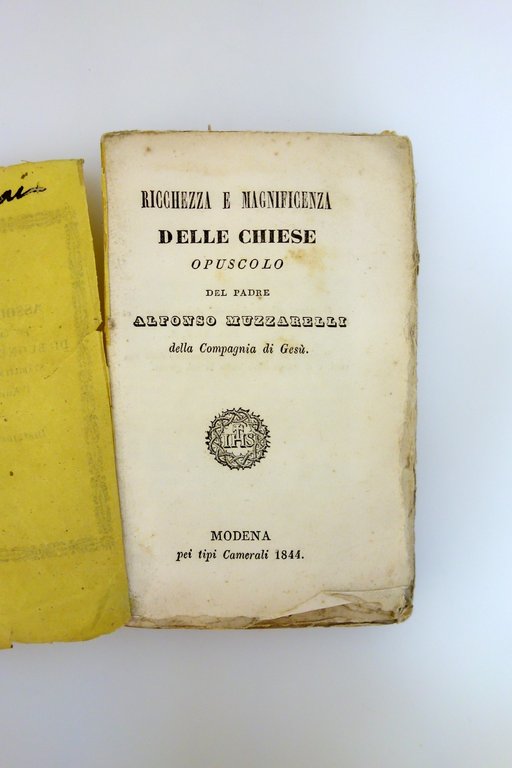 RICCHEZZA E MAGNIFICENZA
DELLE CHIESE
OPUSCOLO
DEL PADRE
ALFONSO MUZZARELLI
della Compagnia di Gesù.
IHS
MODENA
pei tipi Camerali 1844.